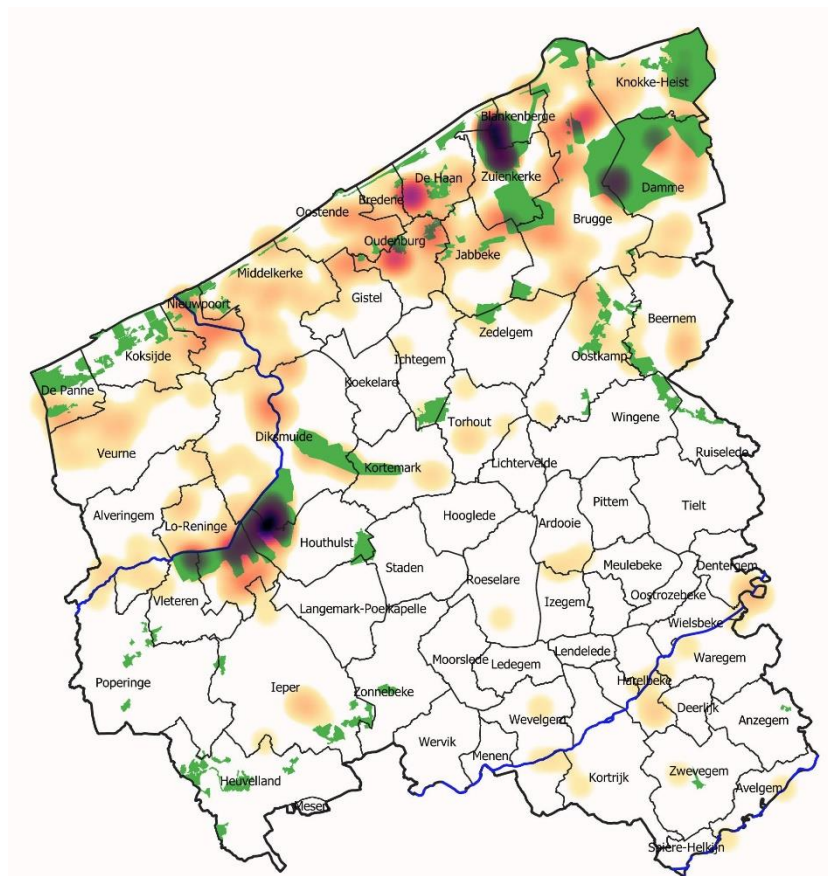 Knokke-Heist
Blankenberge
De Haan
Zuienkerke
Damme
Bredene
Oostende
Brugge
Oudenburg
Jabbeke
Middelkerke
Gistel
Nieuwpoort
Beernem
Zedelgem
Koksijde
Ichtegem
Oostkamp
De Panne
Koekelare
Wingene
Torhout
Diksmuide
Veurne
Ruiselede
Kortemark
Lichtervelde
Pittem
Tielt
Alveringem
Lo-Reninge
Hooglede
Ardooie
Houthulst
Staden
Meulebeke
Dentergem
Roeselare
Oostrozebeke
Vleteren
Izegem
Langemark-Poelkapelle
Wielsbeke
Lendelede
Waregem
Moorslede
Ledegem
Poperinge
Ieper
Zonnebeke
Harelbeke
Deerlijk
Wevelgem
Anzegem
Wervik
Menen
Zwevegem
Heuvelland
Kortrijk
Avelgem
Mesen
Spiere-Helkijn